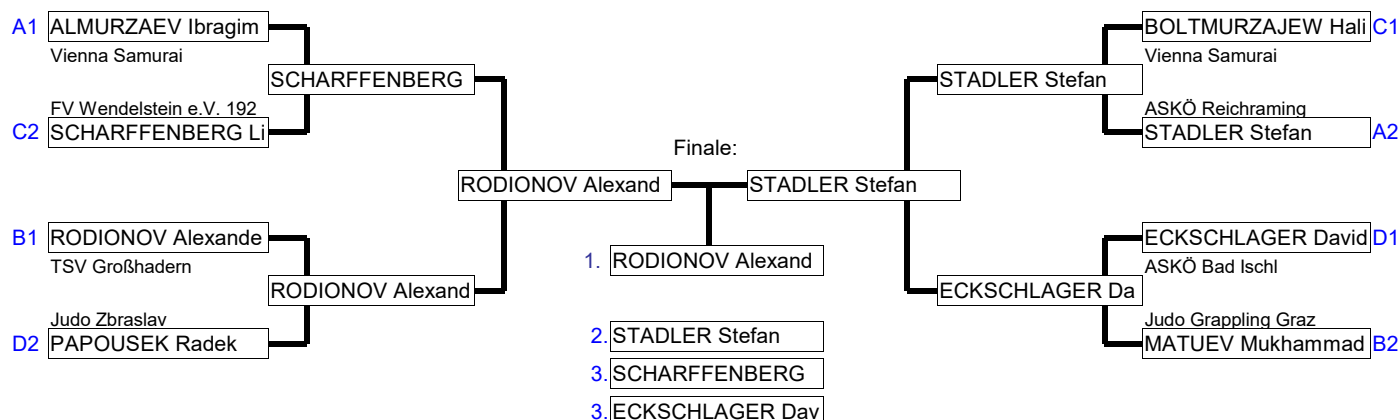 A1 ALMURZAEV Ibragim
Vienna Samurai
SCHARFFENBERG
FV Wendelstein e.V. 192
C2 SCHARFFENBERG Li
RODIONOV Alexand
B1 RODIONOV Alexande
TSV Großhadern
RODIONOV Alexand
Judo Zbraslav
D2 PAPOUSEK Radek
Finale:
1. RODIONOV Alexand
2. STADLER Stefan
3. SCHARFFENBERG
3. ECKSCHLAGER Dav
BOLTMURZAJEW Hali C1
Vienna Samurai
STADLER Stefan
ASKÖ Reichraming
STADLER Stefan A2
STADLER Stefan
ECKSCHLAGER David D1
ASKÖ Bad Ischl
ECKSCHLAGER Da
Judo Grappling Graz
MATUEV Mukhammad B2